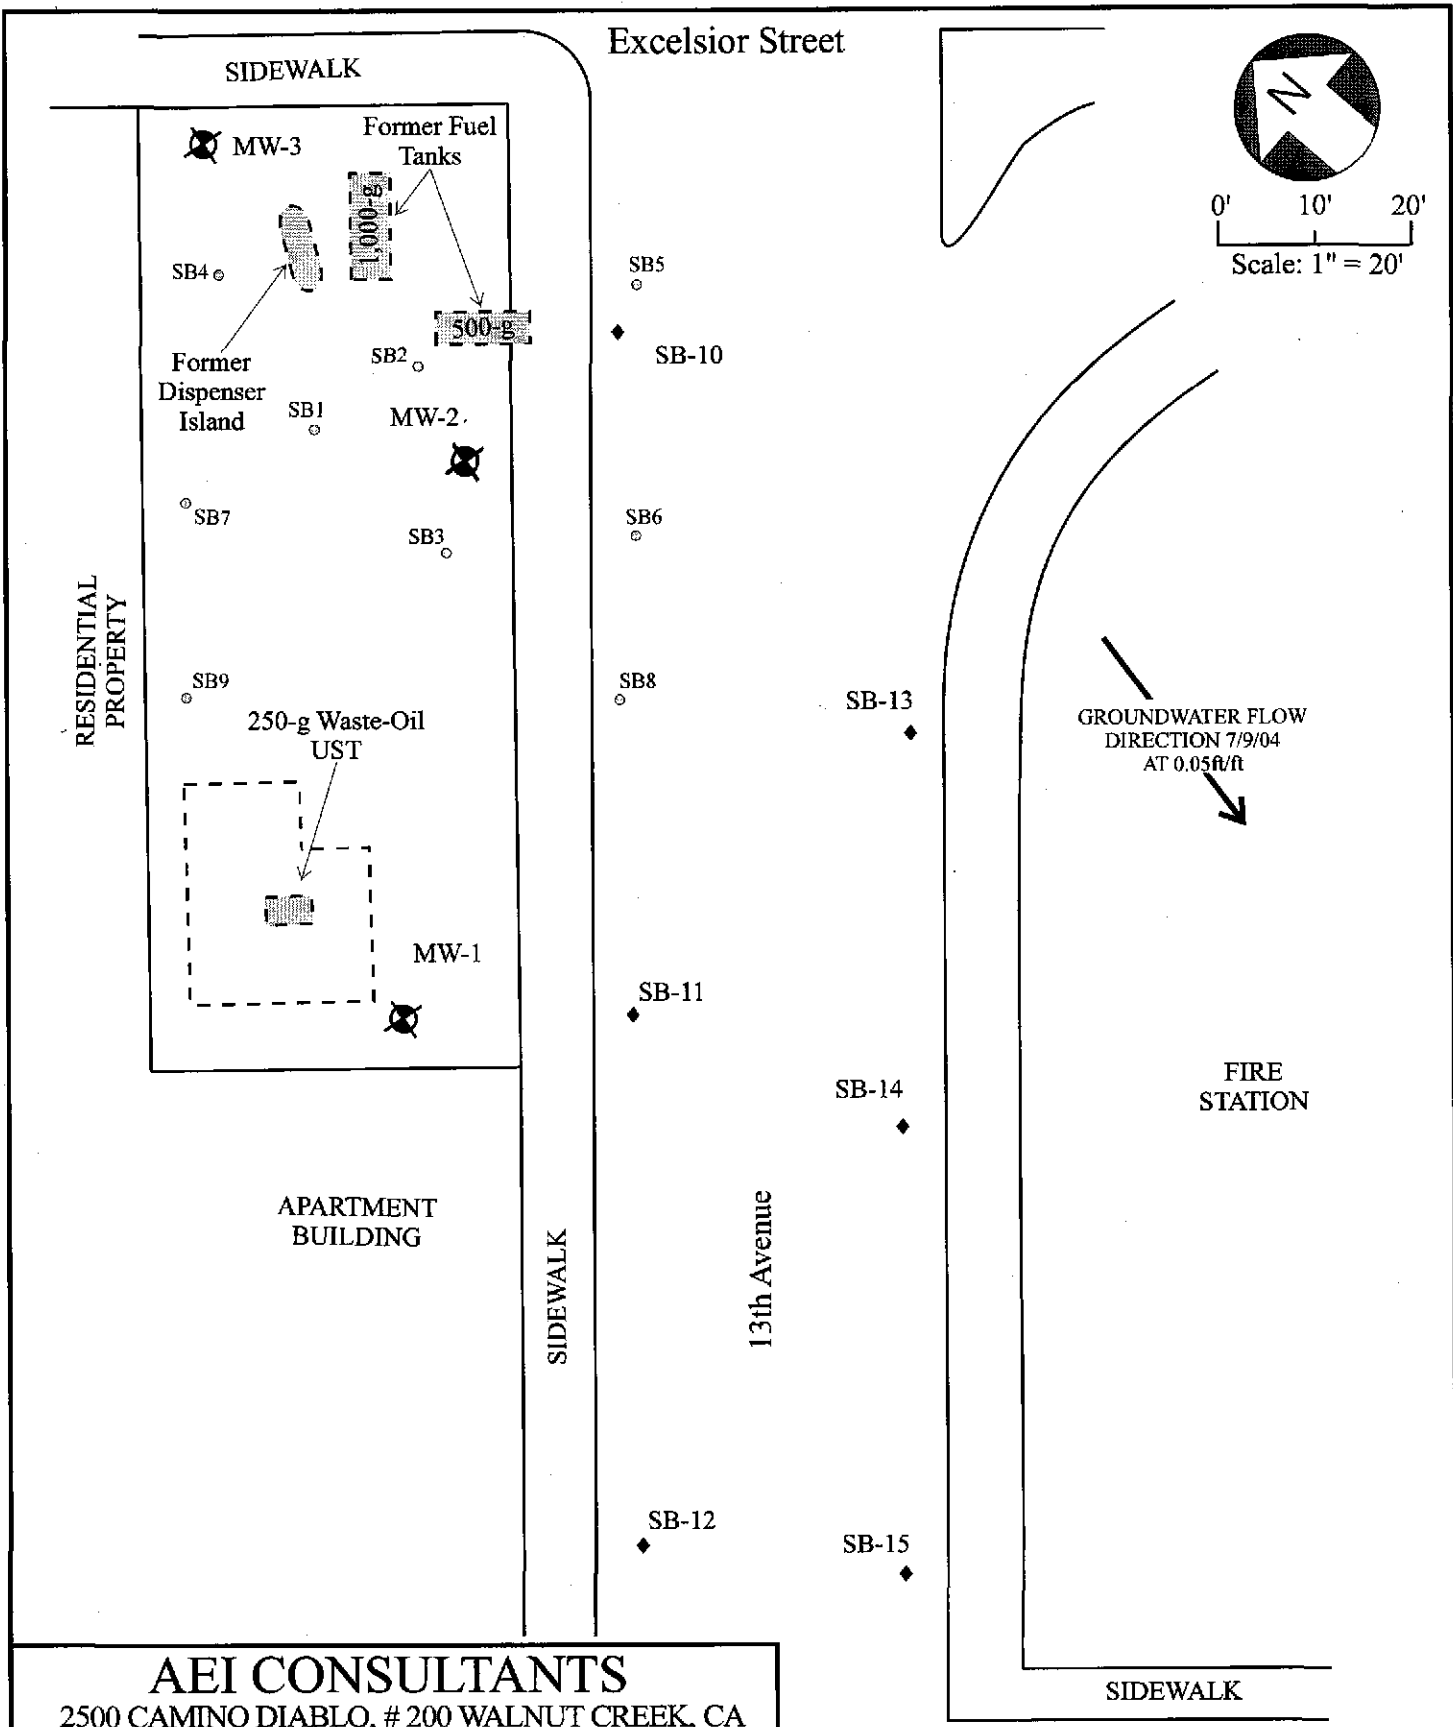 Excelsior Street
SIDEWALK
N
MW-3
Former Fuel
Tanks
1,000-g
0' 10' 20'
Scale: 1" = 20'
SB4
SB5
500-g
SB-10
SB2
Former
Dispenser
Island
SB1
MW-2
SB7
SB6
SB3
RESIDENTIAL
PROPERTY
SB9
SB8
SB-13
250-g Waste-Oil
UST
GROUNDWATER FLOW
DIRECTION 7/9/04
AT 0.05ft/ft
MW-1
SB-11
SB-14
FIRE
STATION
APARTMENT
BUILDING
SIDEWALK
13th Avenue
SB-12
SB-15
AEI CONSULTANTS
2500 CAMINO DIABLO, # 200 WALNUT CREEK, CA
SIDEWALK